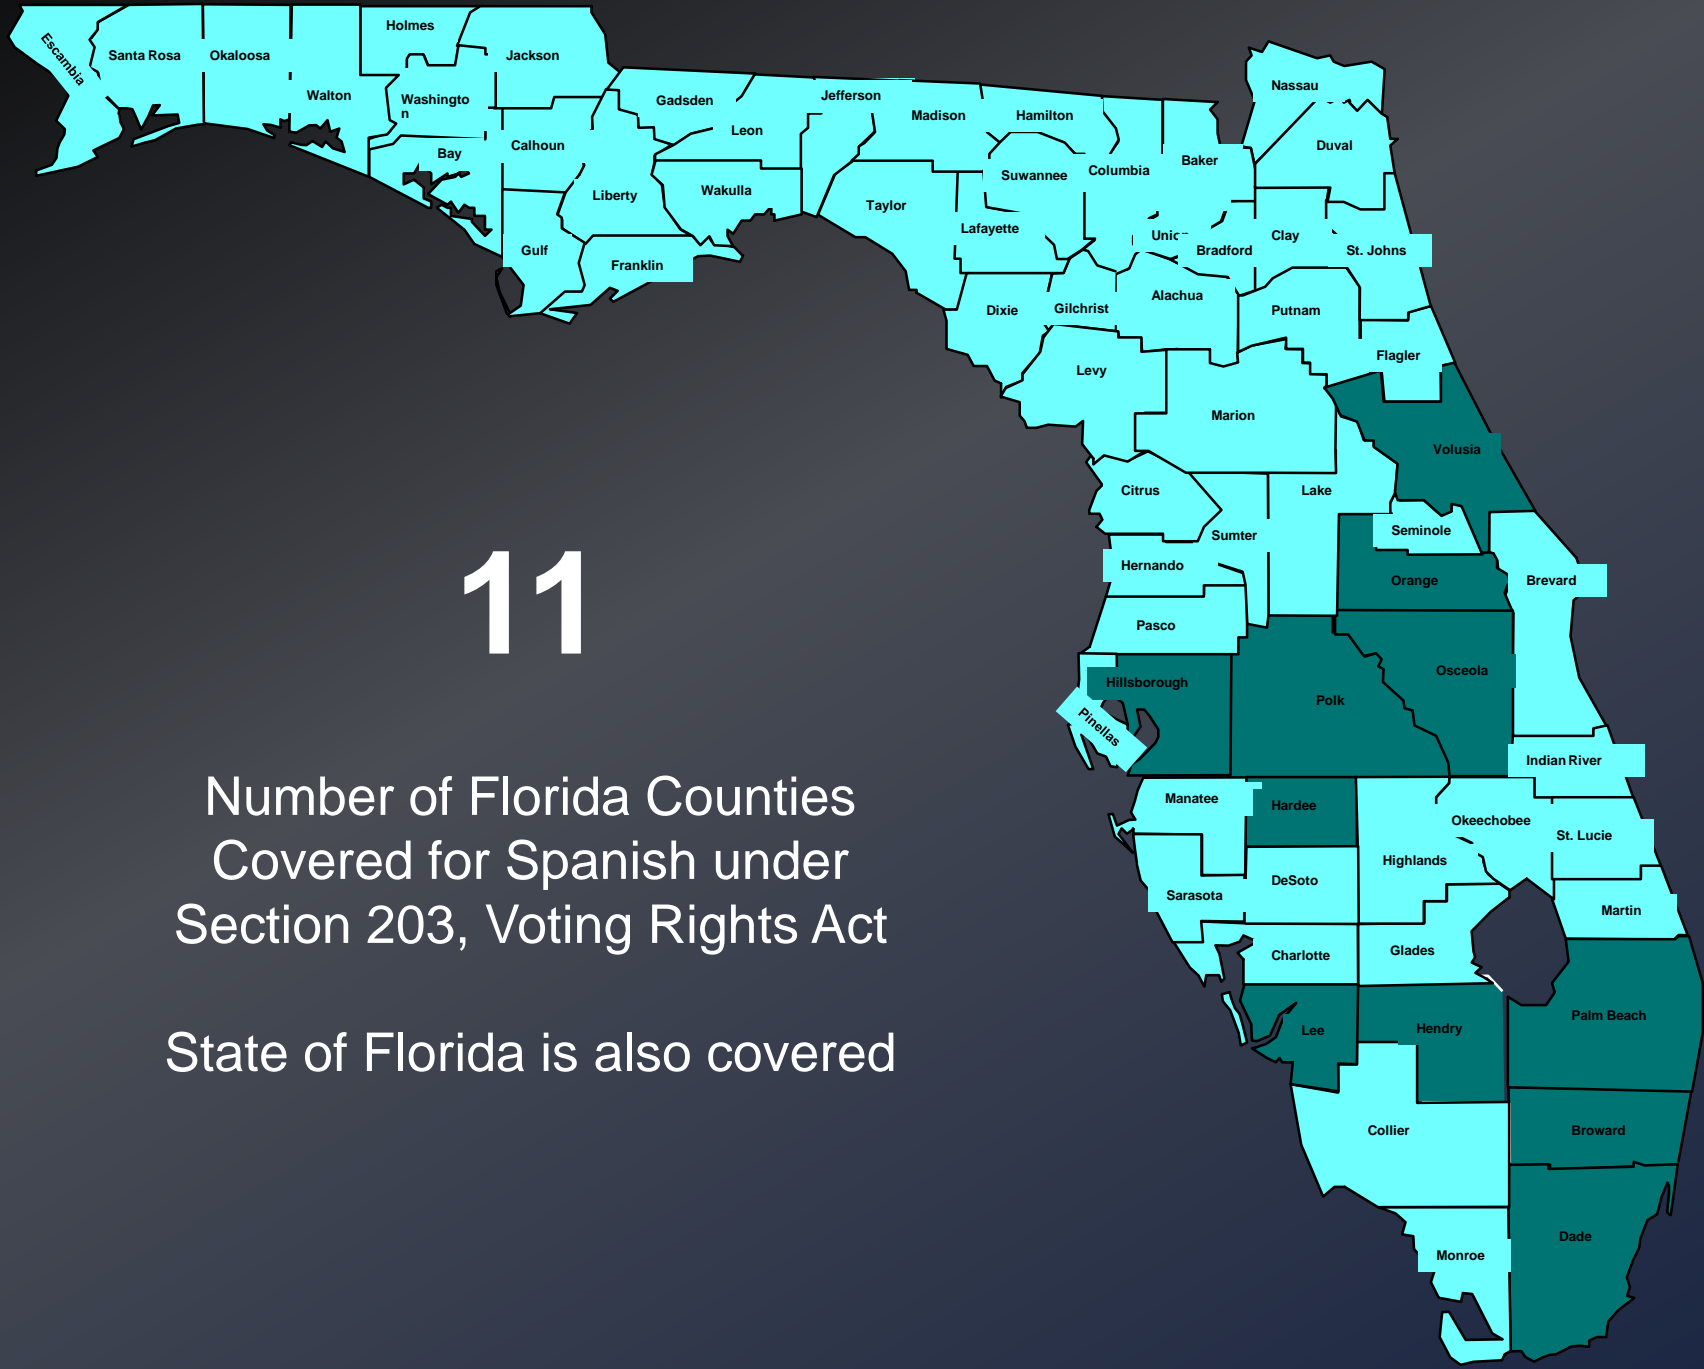 Escambia
Santa Rosa
Okaloosa
Walton
Holmes
Jackson
Washingto
n
Bay
Calhoun
Gulf
Liberty
Franklin
Gadsden
Leon
Wakulla
Jefferson
Madison
Taylor
Hamilton
Suwannee
Lafayette
Columbia
Baker
Nassau
Duval
Union
Bradford
Clay
St. Johns
Dixie
Gilchrist
Alachua
Putnam
Flagler
Levy
Marion
Volusia
Citrus
Lake
Sumter
Seminole
Hernando
Orange
Brevard
Pasco
Hillsborough
Polk
Osceola
Pinellas
Indian River
Manatee
Hardee
Okeechobee
St. Lucie
Highlands
Sarasota
DeSoto
Martin
Charlotte
Glades
Lee
Hendry
Palm Beach
Collier
Broward
Monroe
Dade
11
Number of Florida Counties
Covered for Spanish under
Section 203, Voting Rights Act
State of Florida is also covered